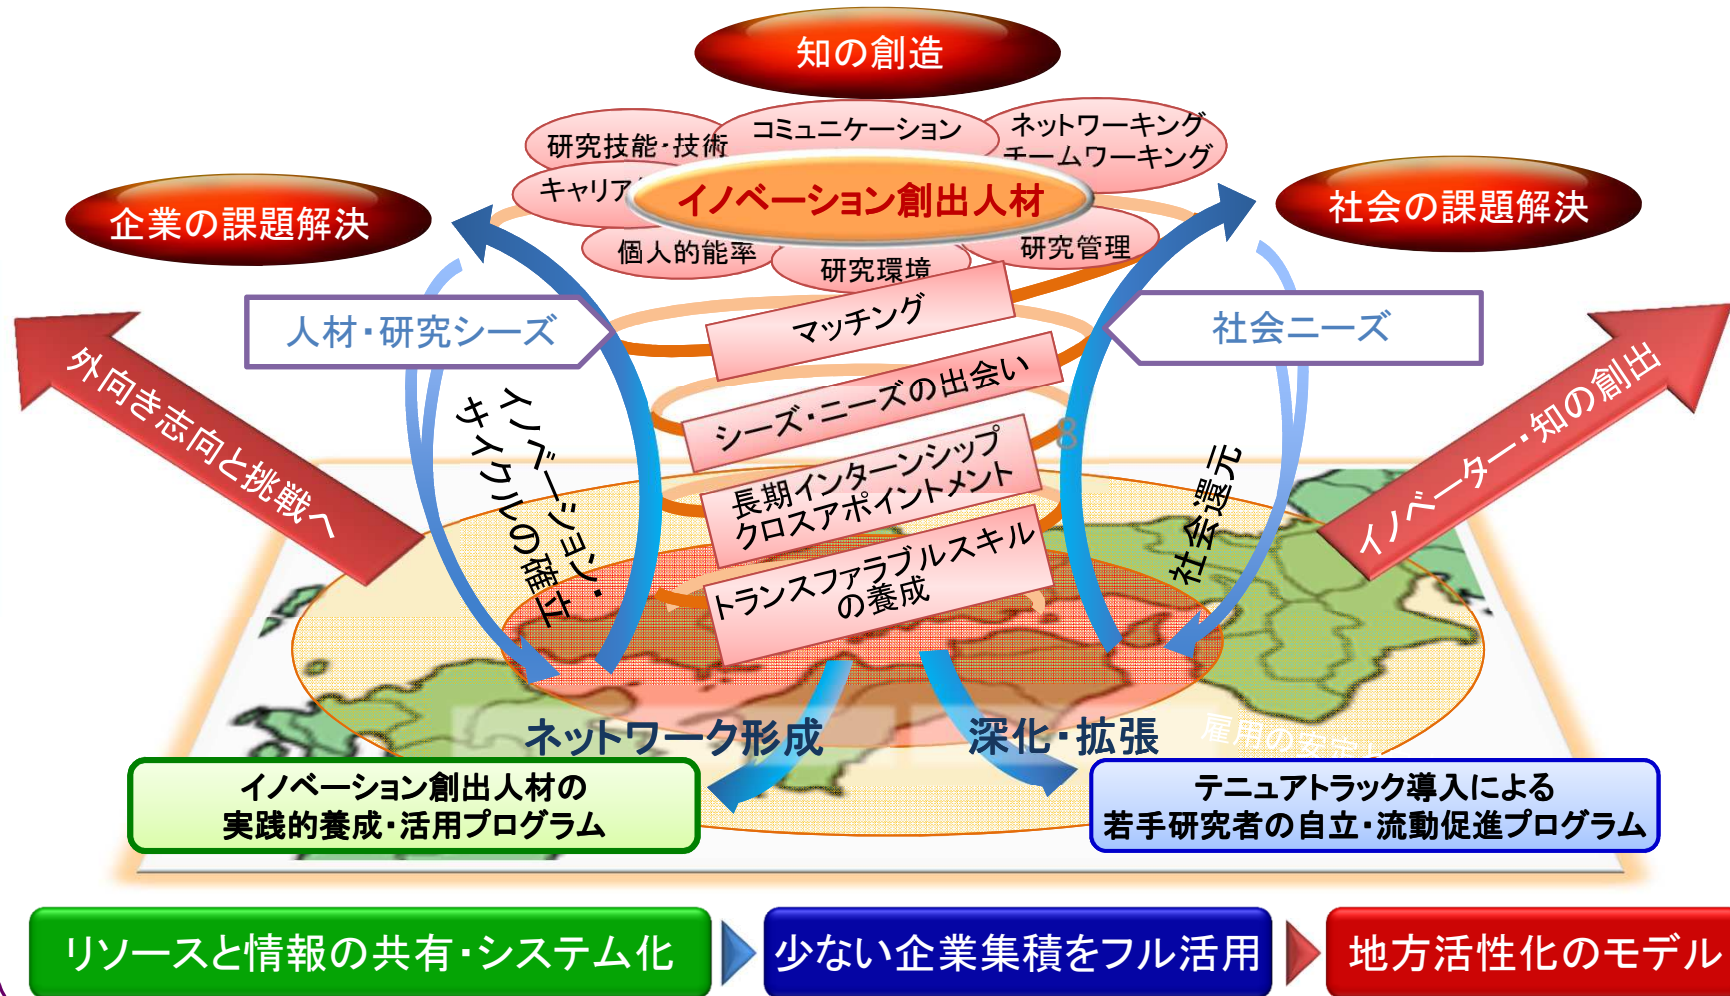 知の創造
研究技能・技術
コミュニケーション
ネットワーキング
チームワーキング
キャリア
イノベーション創出人材
個人的能率
研究環境
研究管理
企業の課題解決
社会の課題解決
人材・研究シーズ
社会ニーズ
マッチング
シーズ・ニーズの出会い
8
長期インターンシップ
クロスアポイントメント
トランスファラブルスキル
の養成
外向き志向と挑戦へ
イノベーション・
サイクルの確立
社会還元
イノベーター・知の創出
ネットワーク形成
深化・拡張
雇用の安定
イノベーション創出人材の
実践的養成・活用プログラム
テニュアトラック導入による
若手研究者の自立・流動促進プログラム
リソースと情報の共有・システム化
少ない企業集積をフル活用
地方活性化のモデル